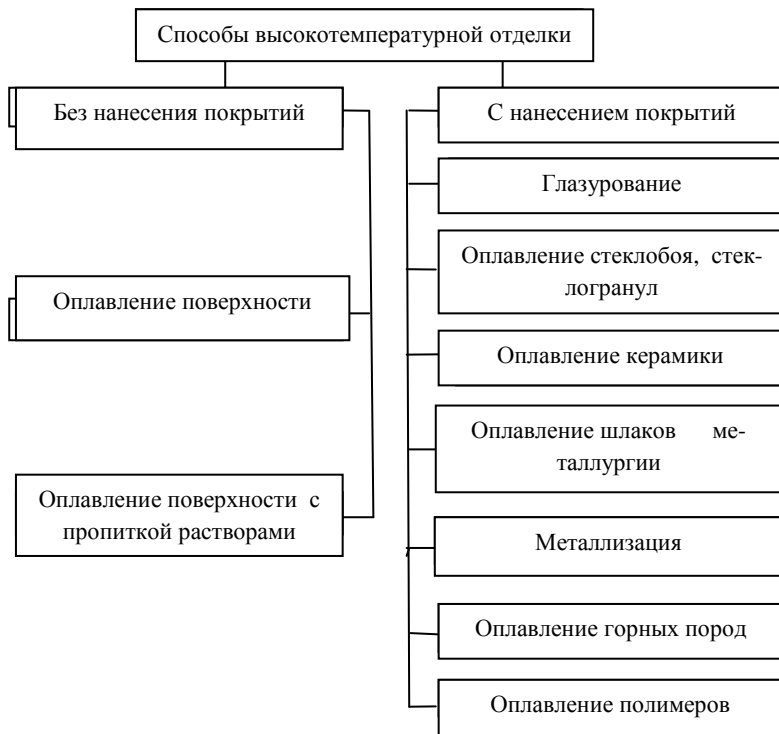 Способы высокотемпературной отделки
Без нанесения покрытий
Оплавление поверхности
Оплавление поверхности с
пропиткой растворами
С нанесением покрытий
Глазурование
Оплавление стеклобоя, стек-
логранул
Оплавление керамики
Оплавление шлаков ме-
таллургии
Металлизация
Оплавление горных пород
Оплавление полимеров